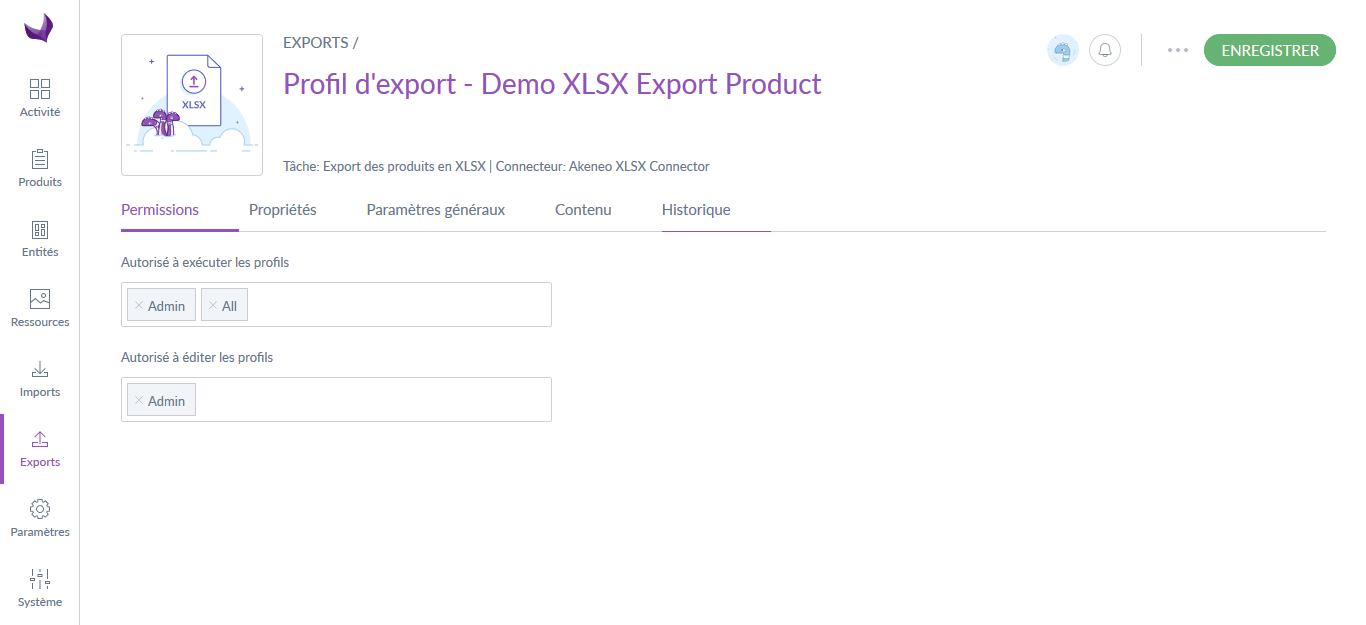 Activité
Produits
Entités
Ressources
Imports
Exports
Paramètres
Système
XLSX
EXPORTS /
Profil d'export - Demo XLSX Export Product
Tâche: Export des produits en XLSX | Connecteur: Akeneo XLSX Connector
ENREGISTRER
Permissions Propriétés Paramètres généraux Contenu Historique
Autorisé à exécuter les profils
Admin All
Autorisé à éditer les profils
Admin